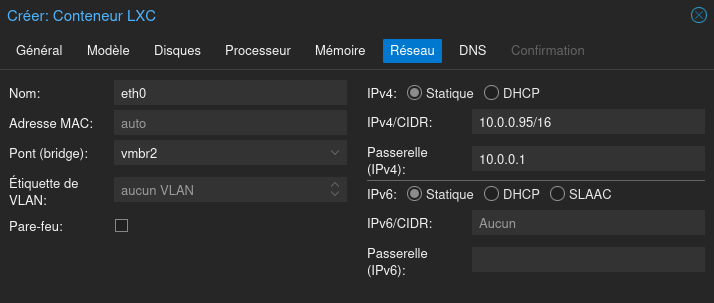 Créer: Conteneur LXC
Général Modèle Disques Processeur Mémoire Réseau DNS Confirmation
Nom: eth0
Adresse MAC: auto
Pont (bridge): vmbr2
Étiquette de
VLAN:
aucun VLAN
Pare-feu:
IPv4: Statique DHCP
IPv4/CIDR: 10.0.0.95/16
Passerelle
(IPv4):
10.0.0.1
IPv6: Statique DHCP SLAAC
IPv6/CIDR: Aucun
Passerelle
(IPv6):